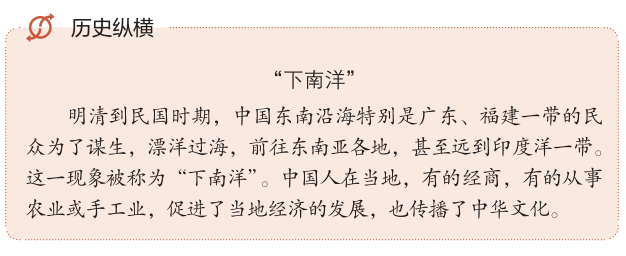 历史纵横
“下南洋”
明清到民国时期，中国东南沿海特别是广东、福建一带的民
众为了谋生，漂洋过海，前往东南亚各地，甚至远到印度洋一带。
这一现象被称为“下南洋”。中国人在当地，有的经商，有的从事
农业或手工业，促进了当地经济的发展，也传播了中华文化。